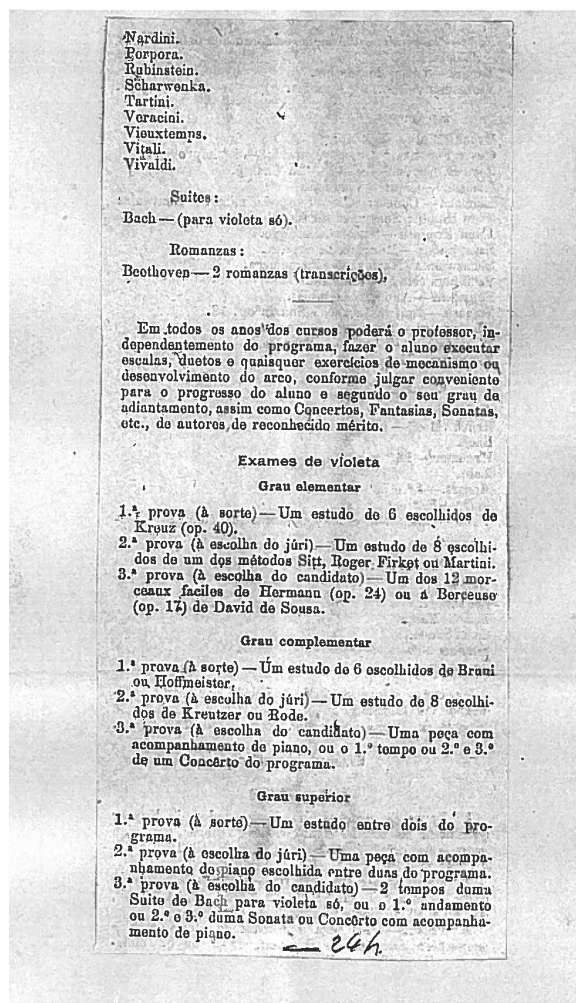 Nardini.
Porpora.
Rubinstein.
Scharwenka.
Tartini.
Veracini.
Vieuxtemps.
Vitali.
Vivaldi.
Suites:
Bach — (para violeta só).
Romanzas:
Beethoven — 2 romanzas (transcrições),
Em todos os anos dos cursos poderá o professor, in-
dependentemente do programa, fazer o aluno executar
escalas, duetos e quaisquer exercícios de mecanismo ou
desenvolvimento do arco, conforme julgar conveniente
para o progresso do aluno e segundo o seu grau de
adiantamento, assim como Concertos, Fantasias, Sonatas,
etc., de autores de reconhecido mérito.
Exames de violeta
Grau elementar
1.ª prova (à sorte) — Um estudo de 6 escolhidos de
Kreuz (op. 40).
2.ª prova (à escolha do júri) — Um estudo de 8 escolhi-
dos de um dos métodos Sitt, Roger Firket ou Martini.
3.ª prova (à escolha do candidato) — Um dos 12 mor-
ceaux faciles de Hermann (op. 24) ou a Berceuse
(op. 17) de David de Sousa.
Grau complementar
1.ª prova (à sorte) — Um estudo de 6 escolhidos de Bruni
ou Hoffmeister,
2.ª prova (à escolha do júri) — Um estudo de 8 escolhi-
dos de Kreutzer ou Rode.
3.ª prova (à escolha do candidato) — Uma peça com
acompanhamento de piano, ou o 1.º tempo ou 2.º e 3.º
de um Concêrto do programa.
Grau superior
1.ª prova (à sorte) — Um estudo entre dois do pro-
grama.
2.ª prova (à escolha do júri) — Uma peça com acompa-
nhamento do piano escolhida entre duas do programa.
3.ª prova (à escolha do candidato) — 2 tempos duma
Suite de Bach para violeta só, ou o 1.º andamento
ou 2.º e 3.º duma Sonata ou Concêrto com acompanha-
mento de piano.
— 24h.